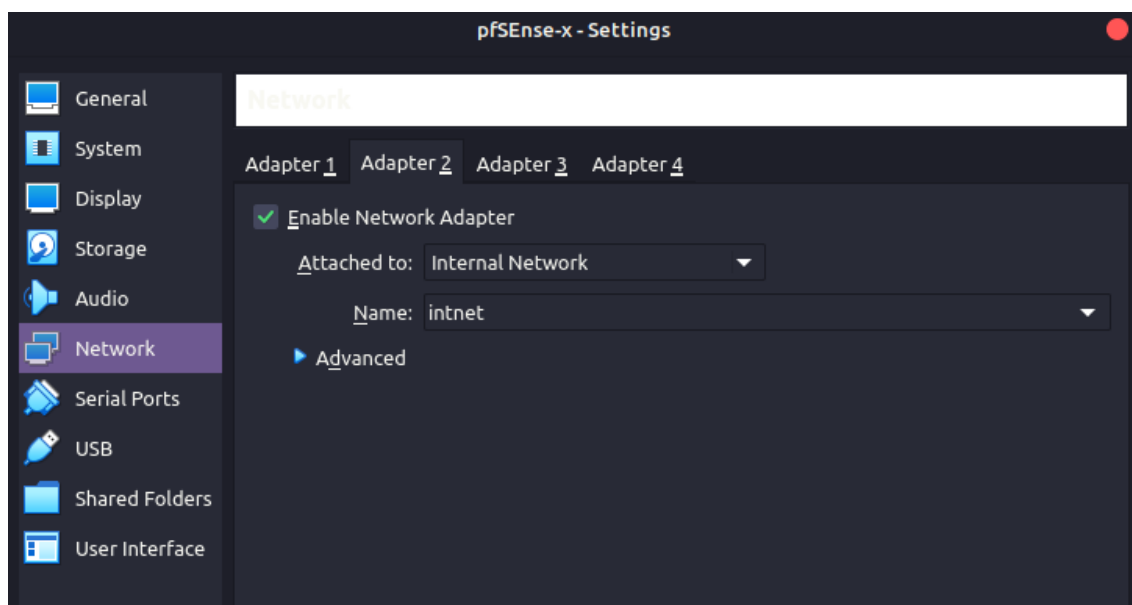 pfSEnse-x - Settings
General
System
Display
Storage
Audio
Network
Serial Ports
USB
Shared Folders
User Interface
Network
Adapter 1 Adapter 2 Adapter 3 Adapter 4
Enable Network Adapter
Attached to: Internal Network
Name: intnet
Advanced